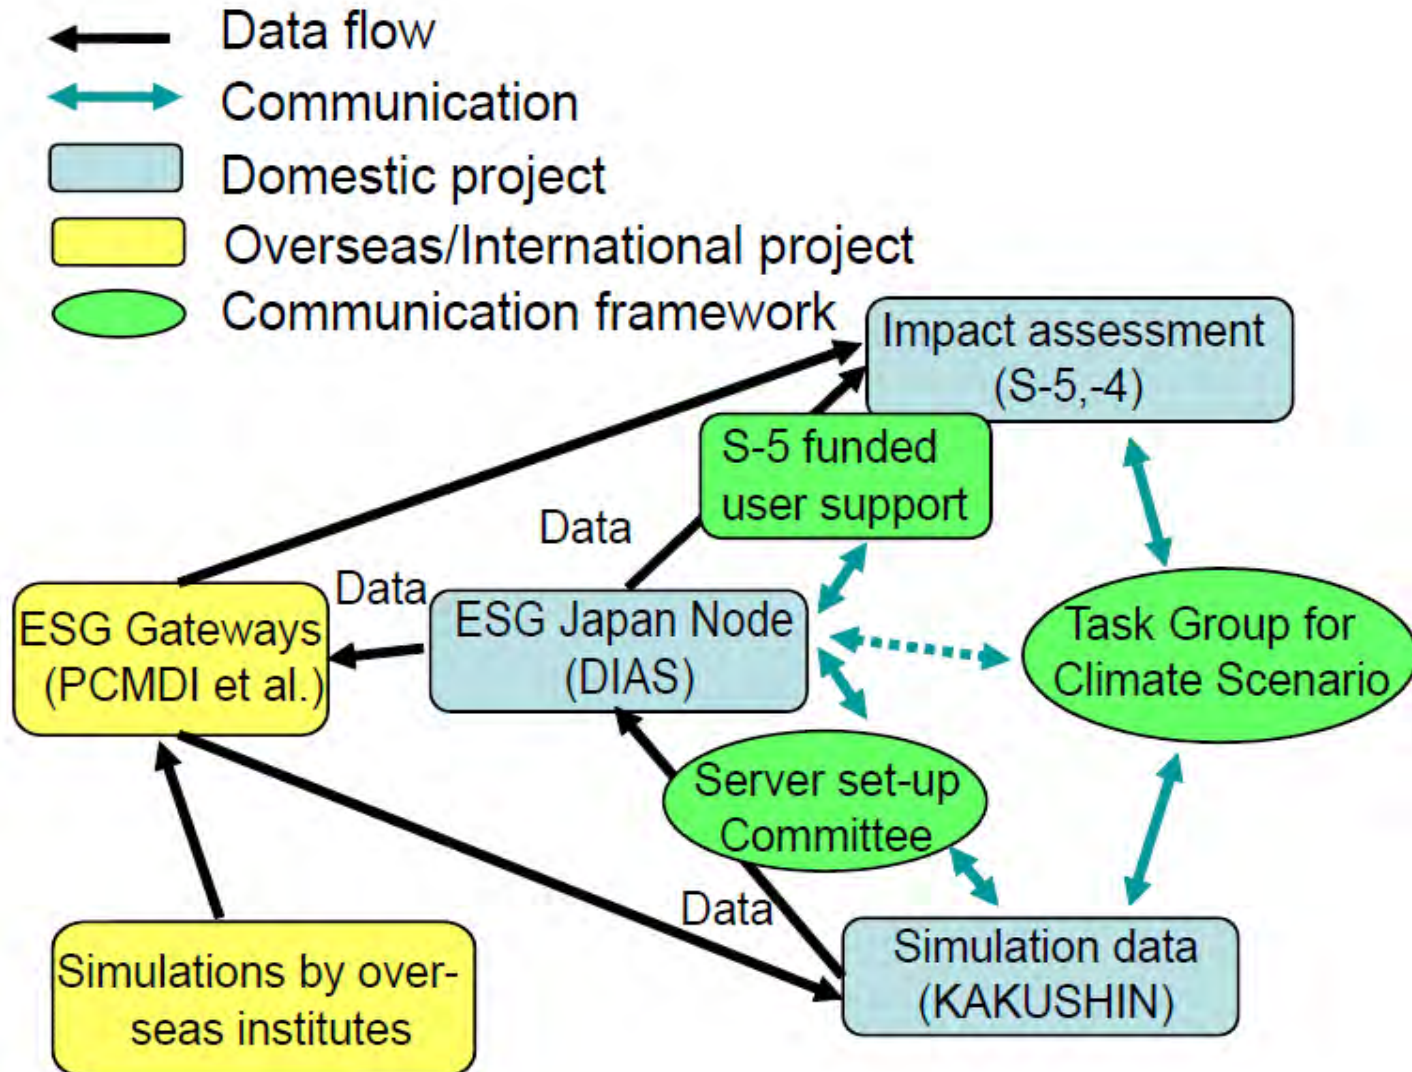 Data flow
Communication
Domestic project
Overseas/International project
Communication framework
Impact assessment
(S-5,-4)
S-5 funded
user support
Data
Data
ESG Gateways
(PCMDI et al.)
ESG Japan Node
(DIAS)
Task Group for
Climate Scenario
Server set-up
Committee
Data
Simulation data
(KAKUSHIN)
Simulations by over-
seas institutes